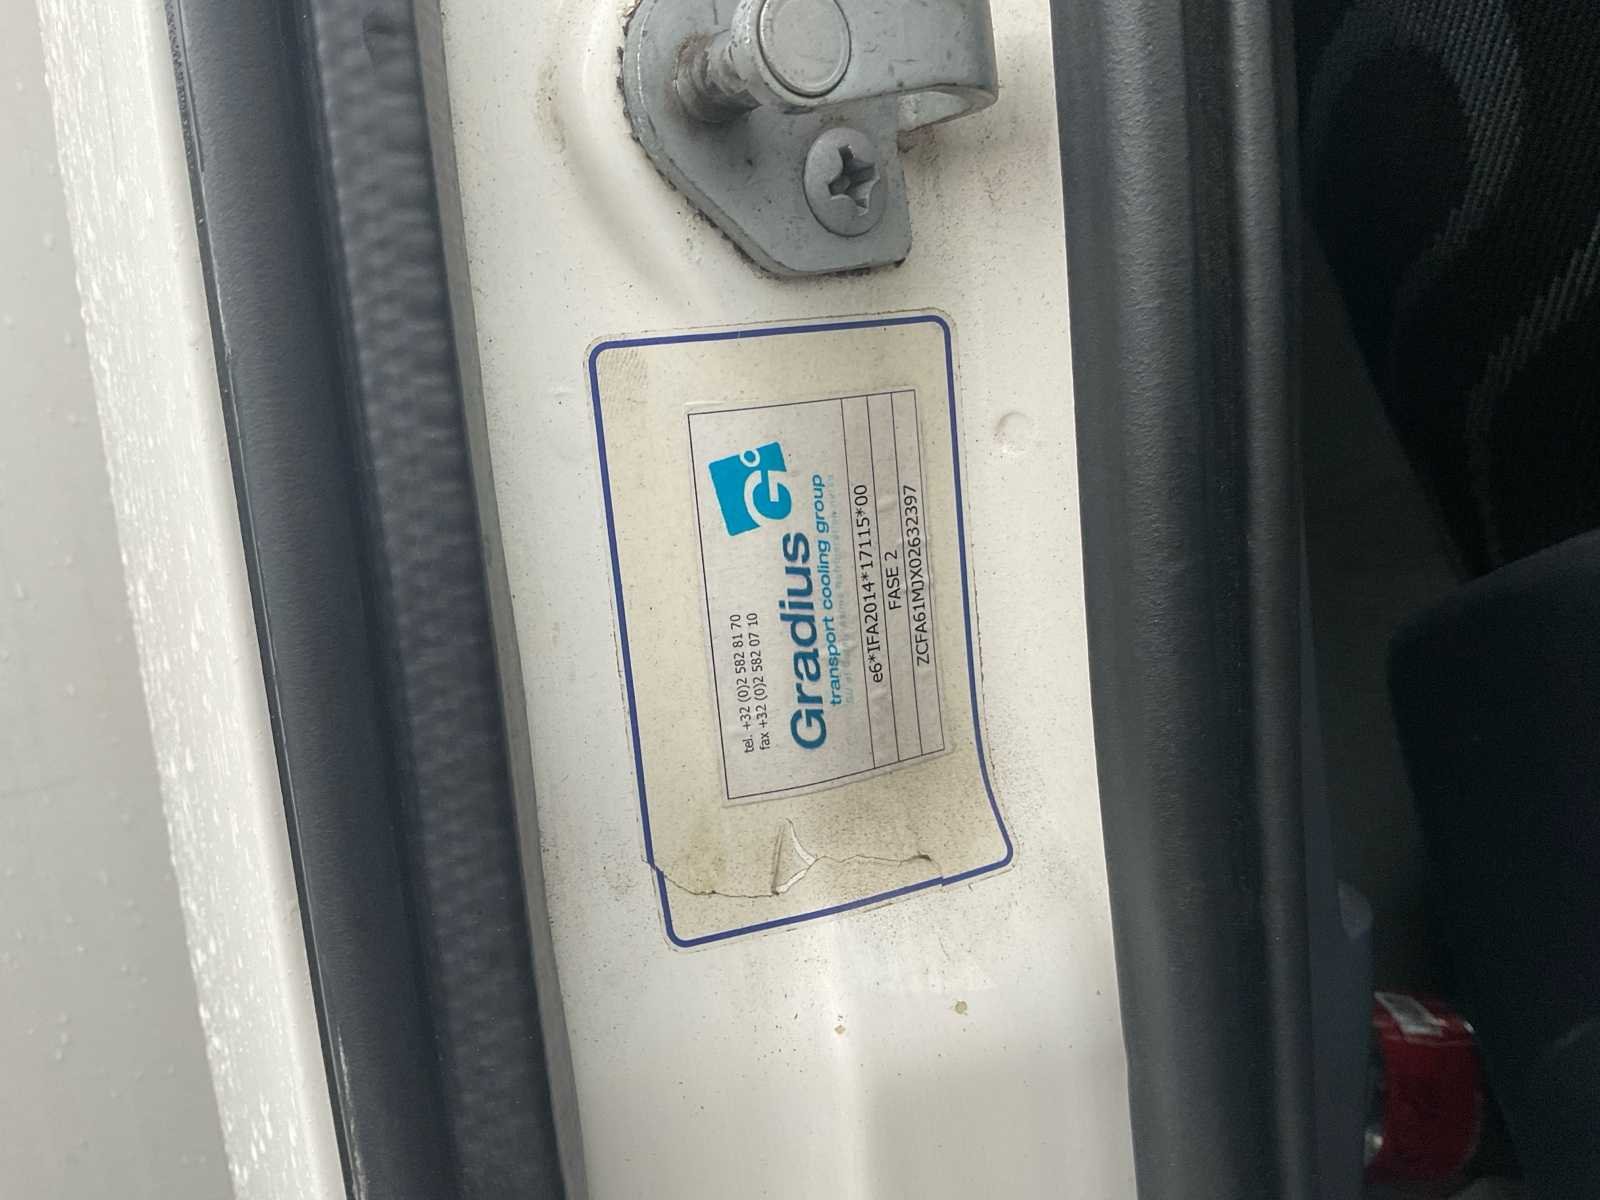 tel. +32 (0)2 582 81 70
fax +32 (0)2 582 07 10
G
Gradius
transport cooling group
e6*IFA2014*17115*00
FASE 2
ZCFA61MJX02632397